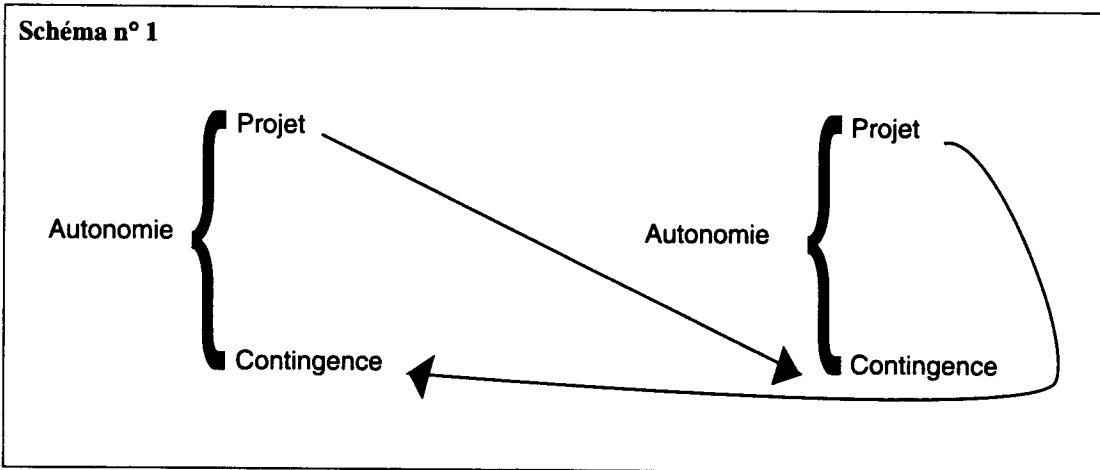 Schéma n° 1
Projet
Projet
Autonomie
Autonomie
Contingence
Contingence